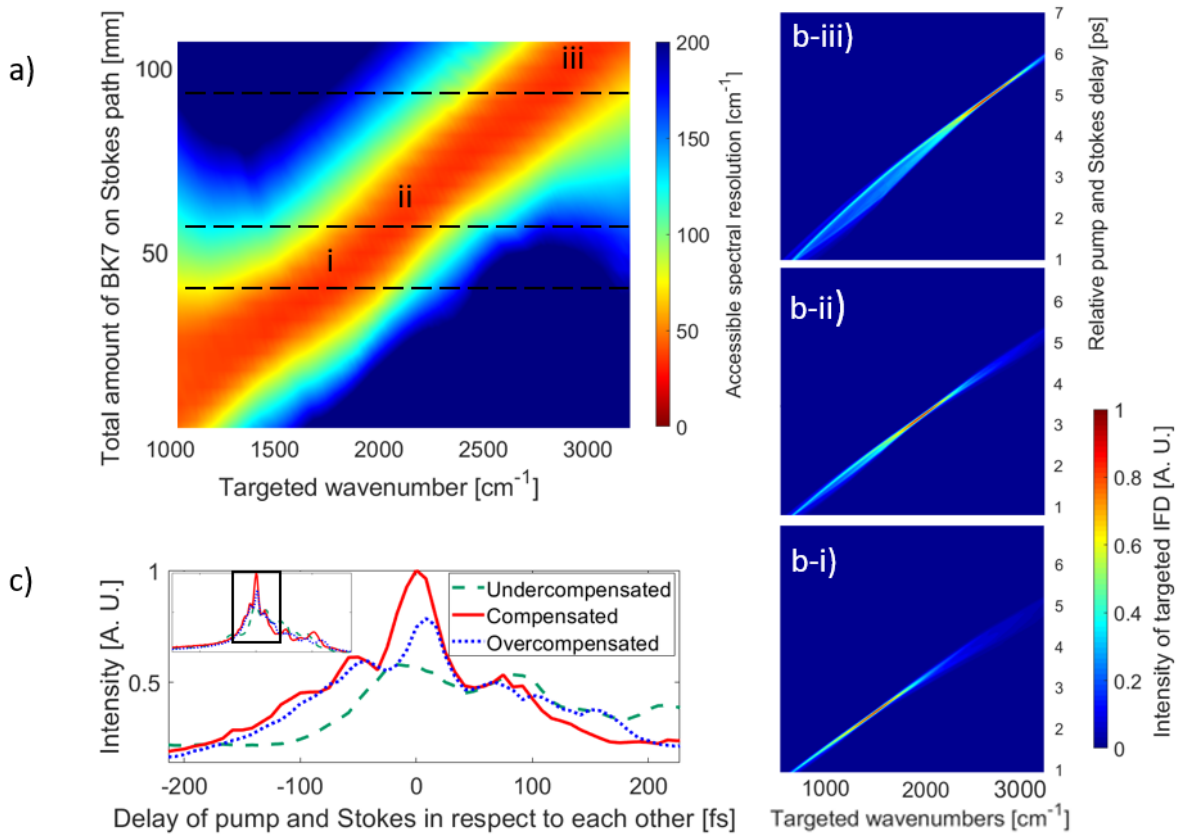 a)
Total amount of BK7 on Stokes path [mm]
100
50
i
ii
iii
1000 1500 2000 2500 3000
Targeted wavenumber [cm-1]
200
150
100
50
0
Accessible spectral resolution [cm-1]
b-iii)
7
6
5
4
3
2
1
b-ii)
6
5
4
3
2
1
b-i)
6
5
4
3
2
1
Relative pump and Stokes delay [ps]
1000 2000 3000
Targeted wavenumbers [cm-1]
1
0.8
0.6
0.4
0.2
0
Intensity of targeted IFD [A. U.]
c)
Intensity [A. U.]
1
0.5
Undercompensated
Compensated
Overcompensated
-200 -100 0 100 200
Delay of pump and Stokes in respect to each other [fs]